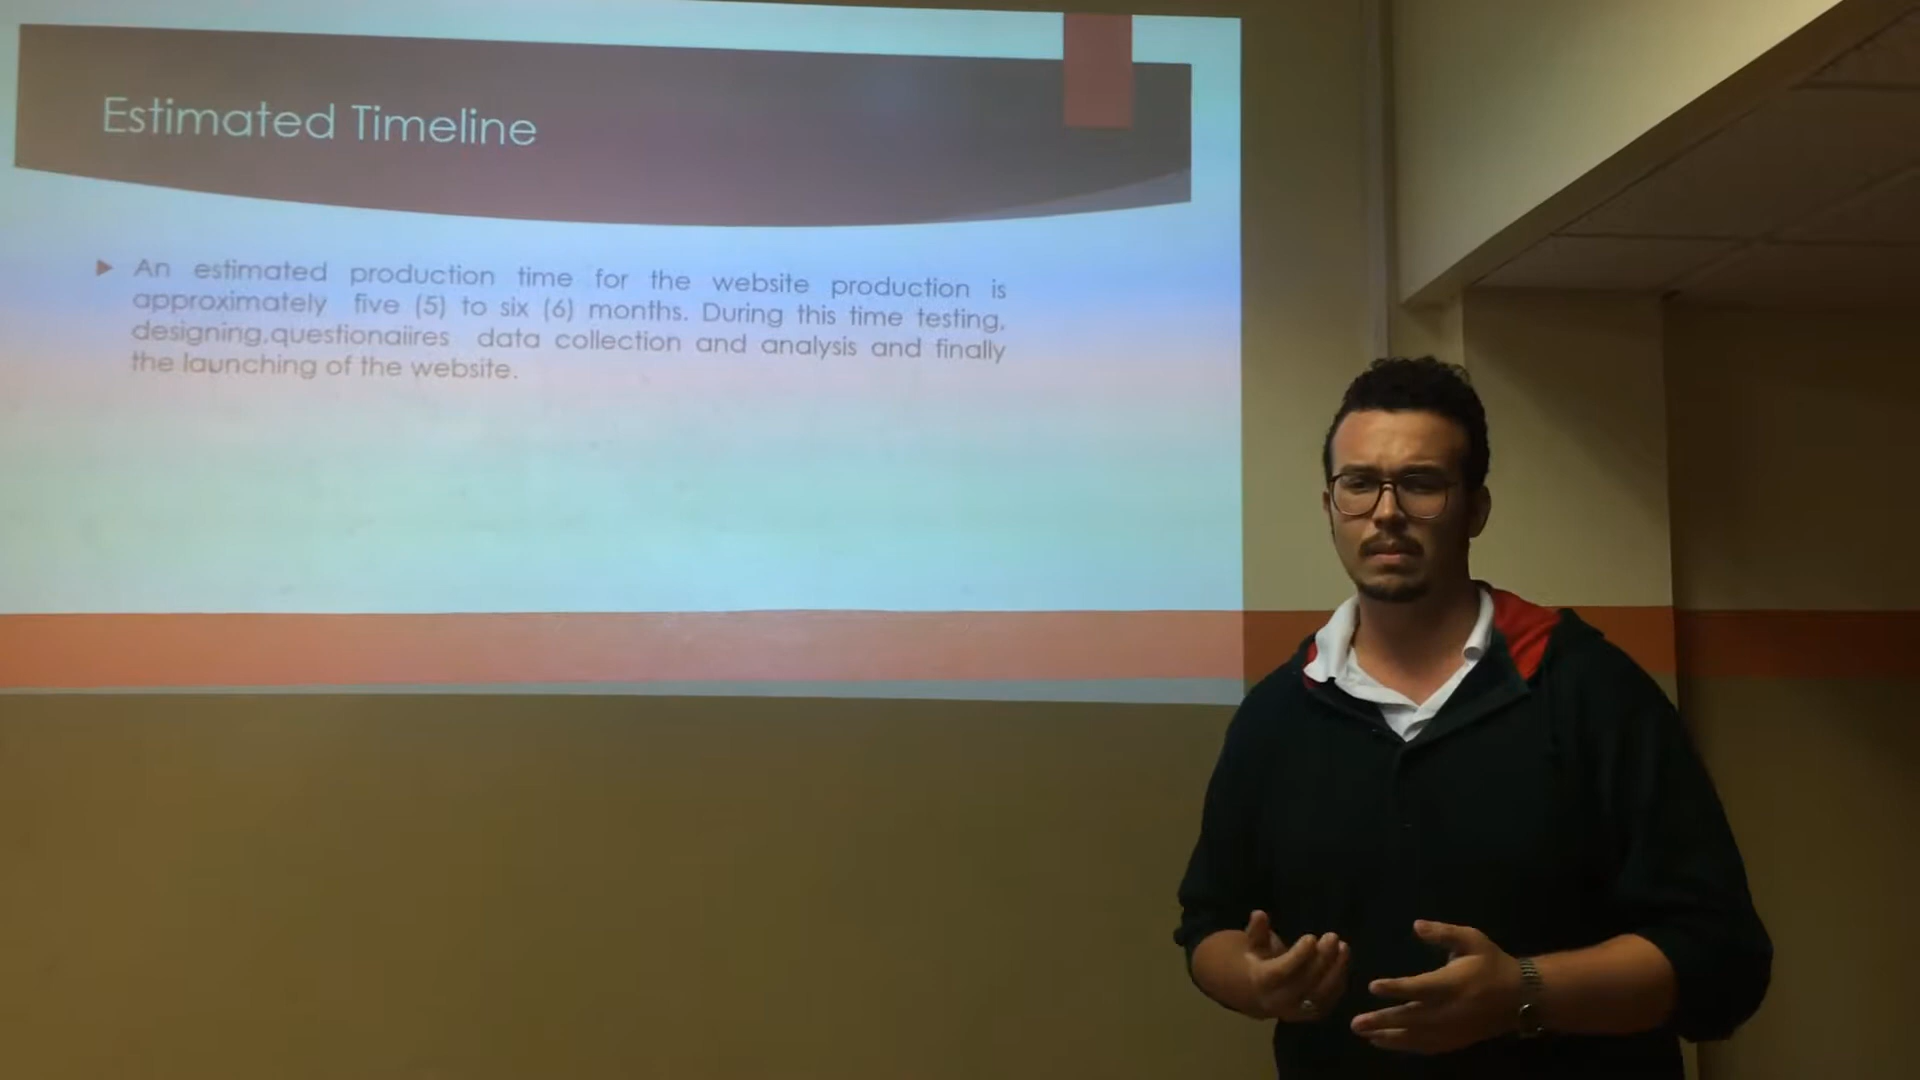 Estimated Timeline
An estimated production time for the website production is
approximately five (5) to six (6) months. During this time testing,
designing,questionaiires data collection and analysis and finally
the launching of the website.